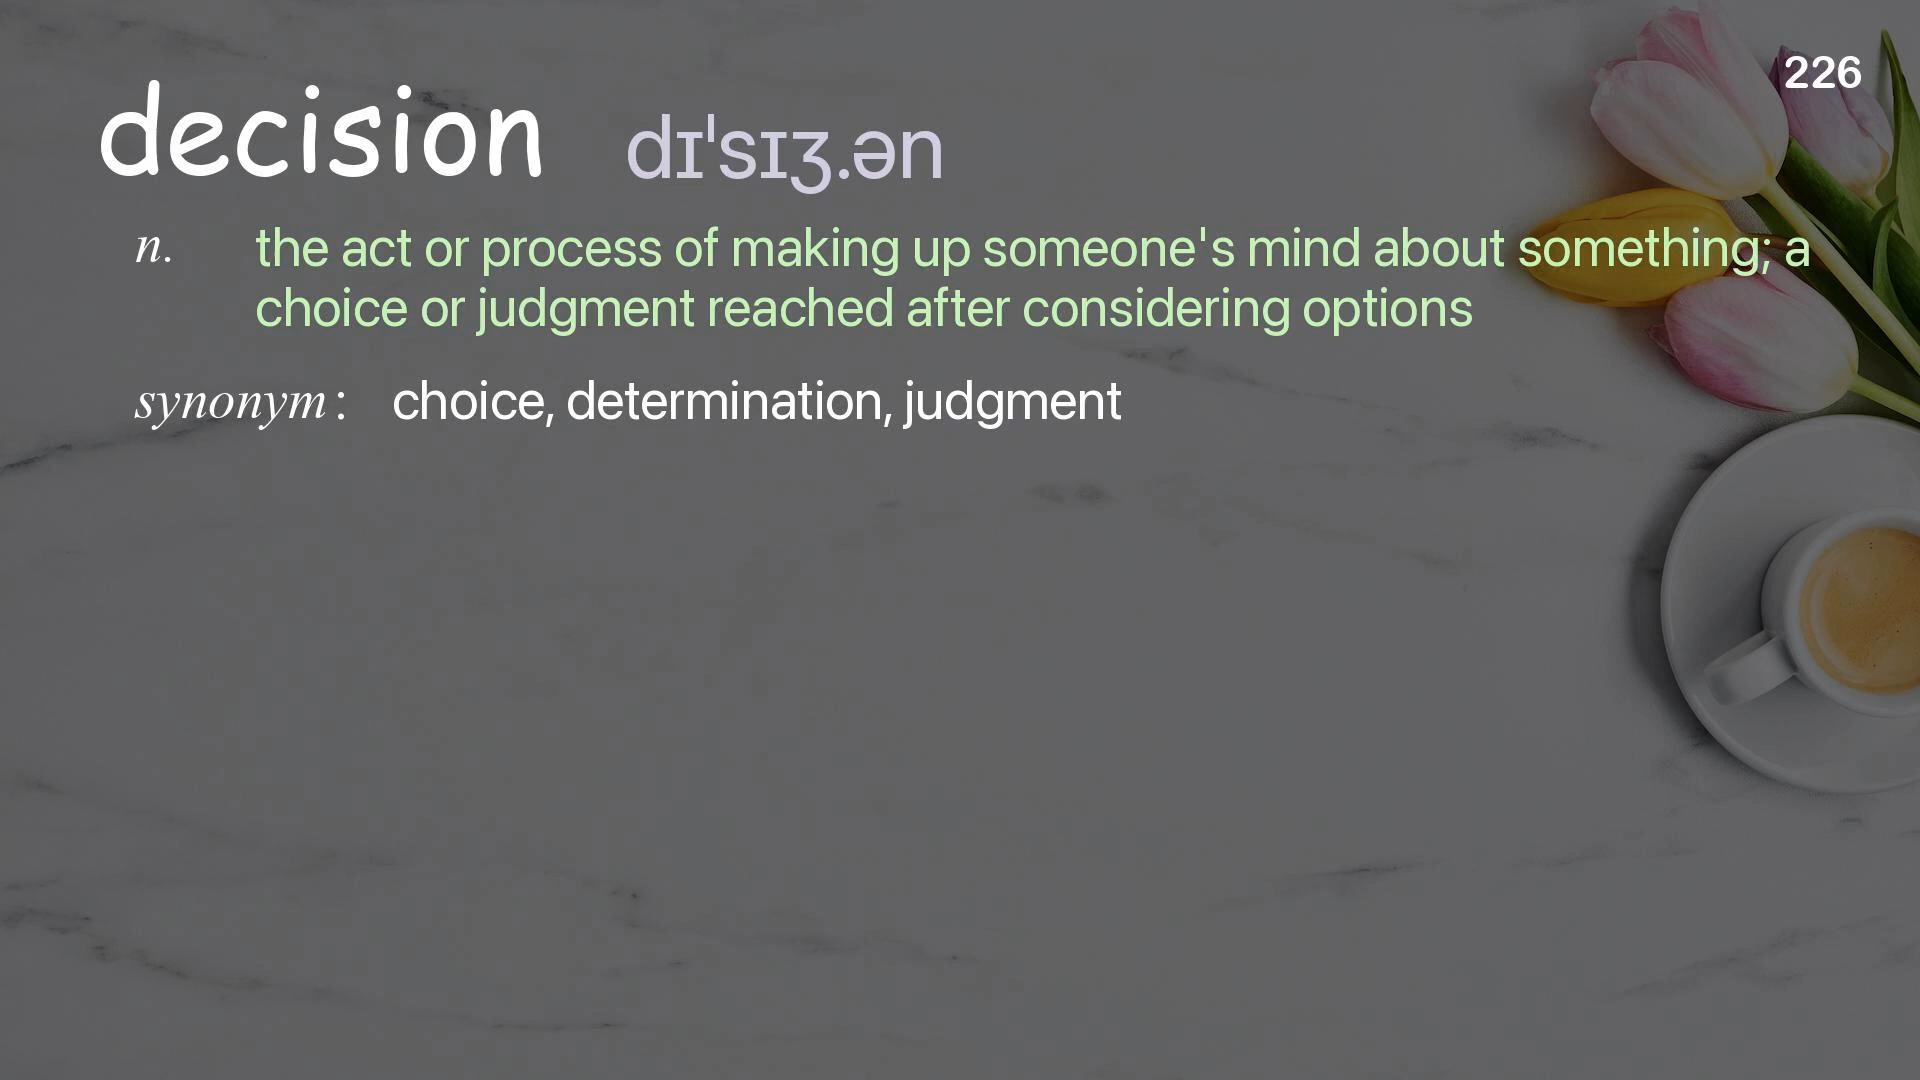 226
decision dɪˈsɪʒ.ən
n. the act or process of making up someone's mind about something; a
choice or judgment reached after considering options
synonym : choice, determination, judgment